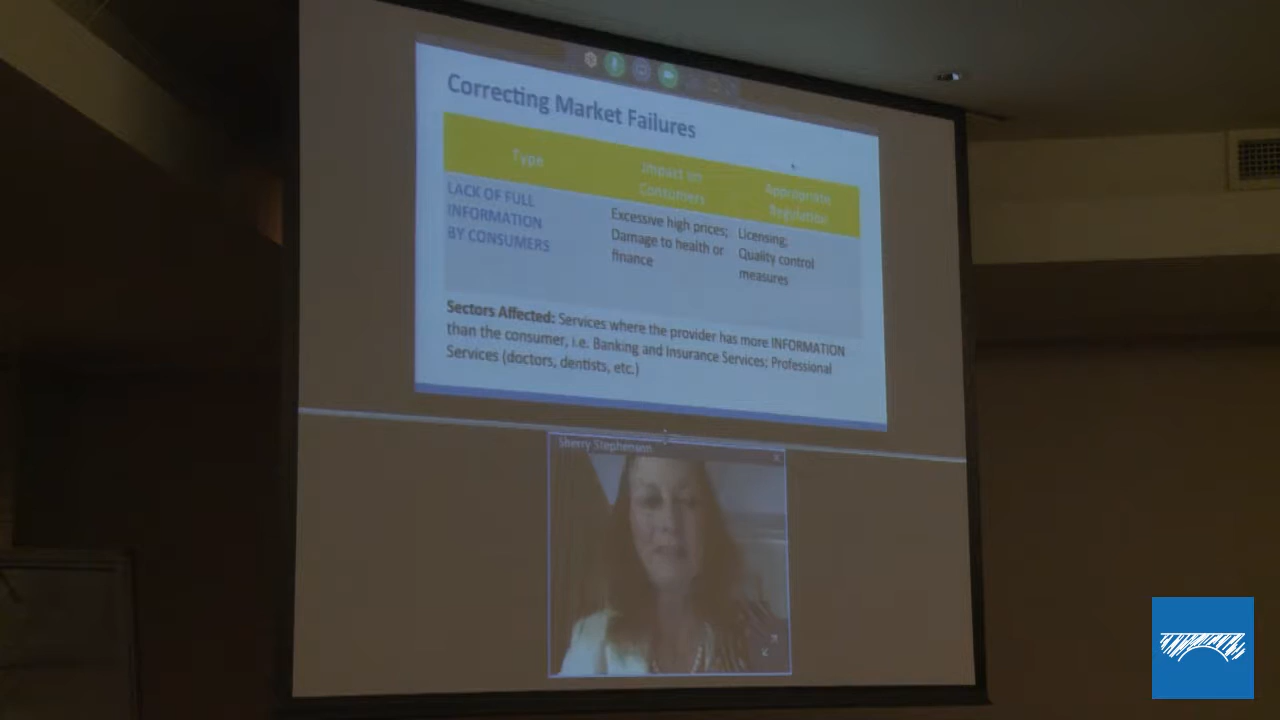 Correcting Market Failures
Type
Impact on
Consumers
Appropriate
Regulation
LACK OF FULL
INFORMATION
BY CONSUMERS
Excessive high prices;
Damage to health or
finance
Licensing;
Quality control
measures
Sectors Affected: Services where the provider has more INFORMATION
than the consumer, i.e. Banking and Insurance Services; Professional
Services (doctors, dentists, etc.)
Sherry Stephenson